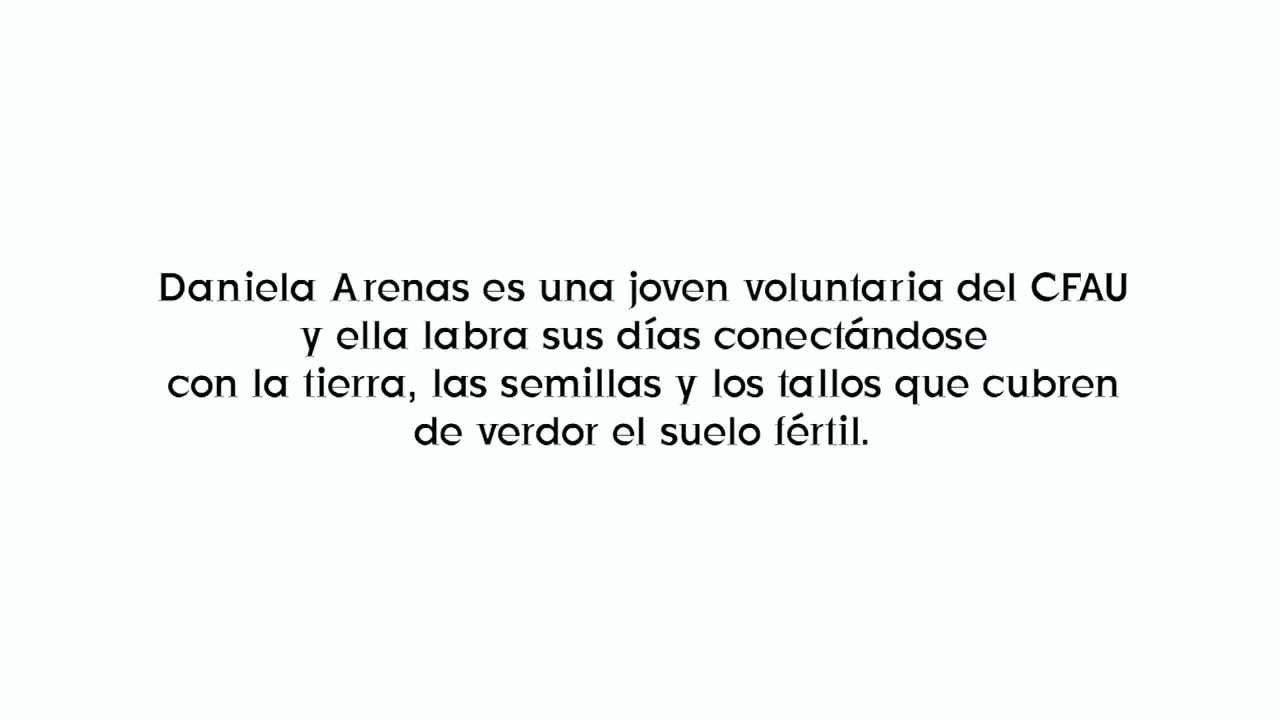 Daniela Arenas es una joven voluntaria del CFAU
y ella labra sus días conectándose
con la tierra, las semillas y los tallos que cubren
de verdor el suelo fértil.